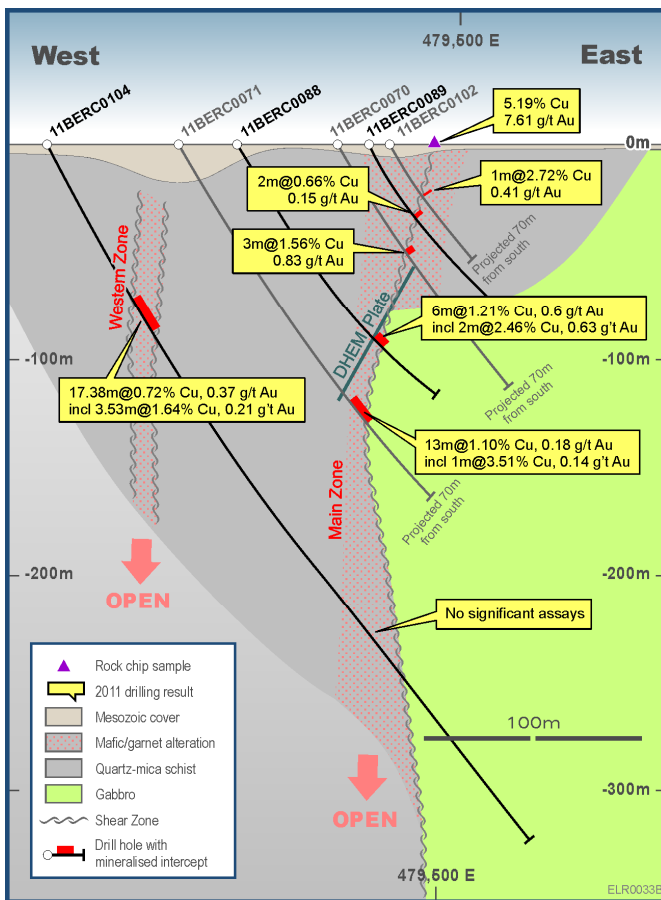 479,500 E
West
East
11BERC0104
11BERC0071
11BERC0088
11BERC0070
11BERC0089
11BERC0102
5.19% Cu
7.61 g/t Au
0m
1m@2.72% Cu
0.41 g/t Au
2m@0.66% Cu
0.15 g/t Au
3m@1.56% Cu
0.83 g/t Au
Projected 70m
from south
Western Zone
DHEM Plate
6m@1.21% Cu, 0.6 g/t Au
incl 2m@2.46% Cu, 0.63 g't Au
-100m
-100m
Projected 70m
from south
17.38m@0.72% Cu, 0.37 g/t Au
incl 3.53m@1.64% Cu, 0.21 g't Au
13m@1.10% Cu, 0.18 g/t Au
incl 1m@3.51% Cu, 0.14 g't Au
Main Zone
Projected 70m
from south
-200m
-200m
OPEN
No significant assays
Rock chip sample
2011 drilling result
Mesozoic cover
Mafic/garnet alteration
Quartz-mica schist
Gabbro
Shear Zone
Drill hole with
mineralised intercept
100m
-300m
OPEN
479,500 E
ELR0033B